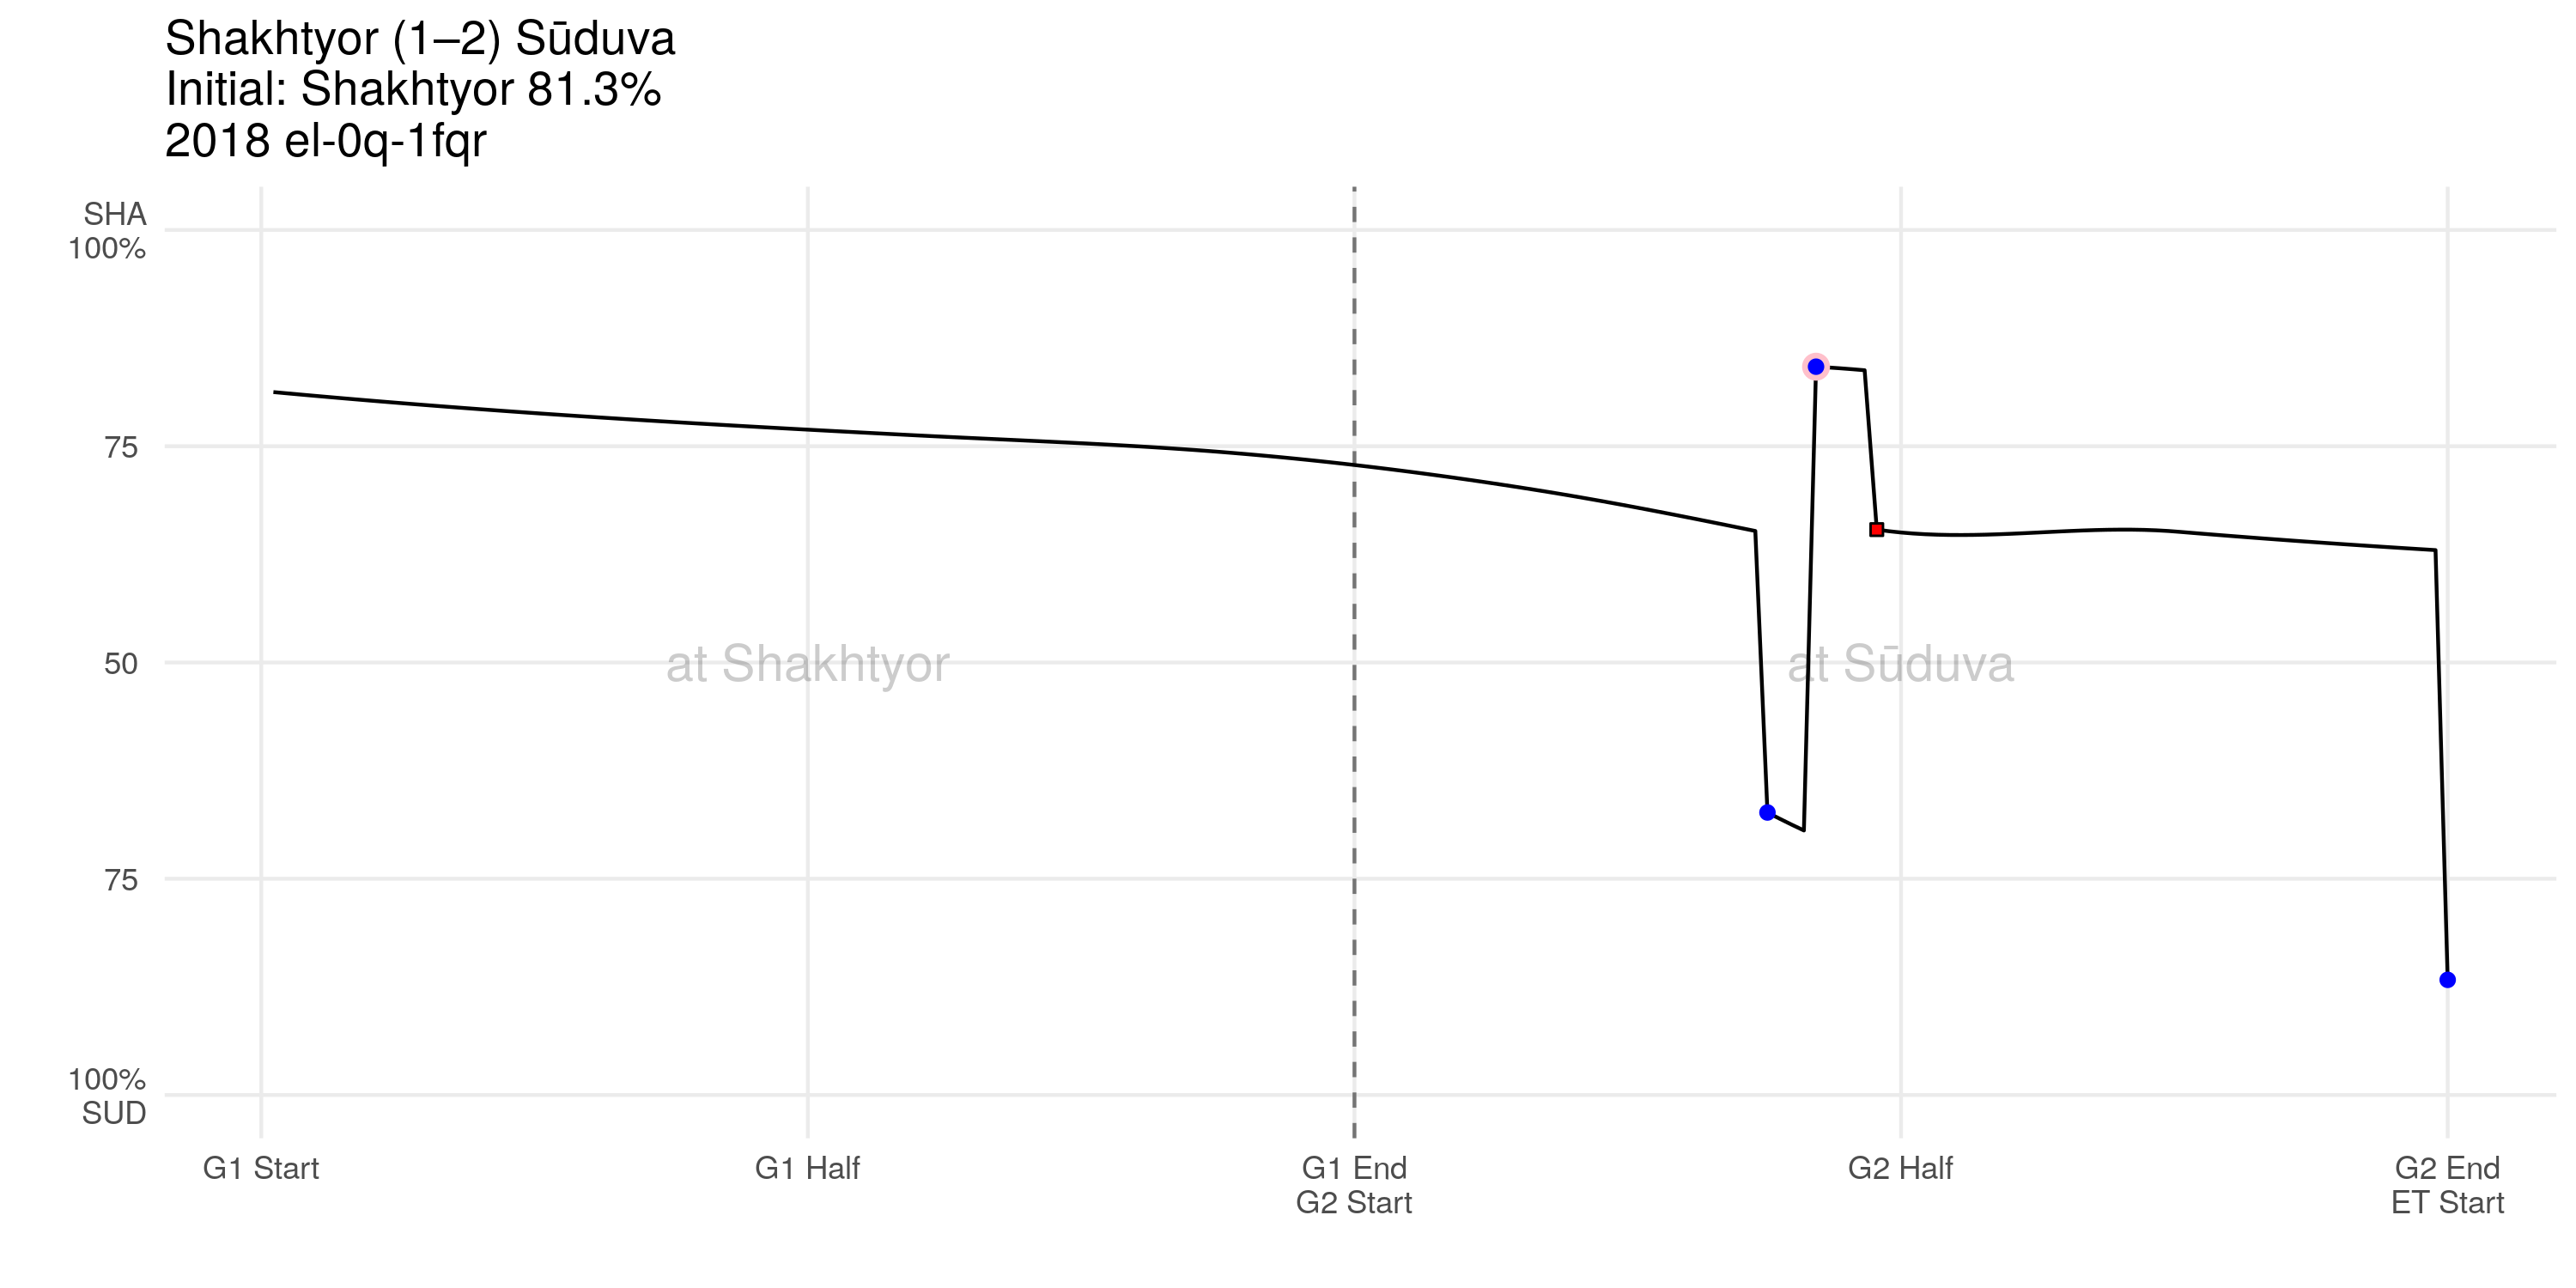 Shakhtyor (1–2) Sūduva
Initial: Shakhtyor 81.3%
2018 el-0q-1fqr
SHA
100%
75
50
75
100%
SUD
at Shakhtyor
at Sūduva
G1 Start
G1 Half
G1 End
G2 Start
G2 Half
G2 End
ET Start